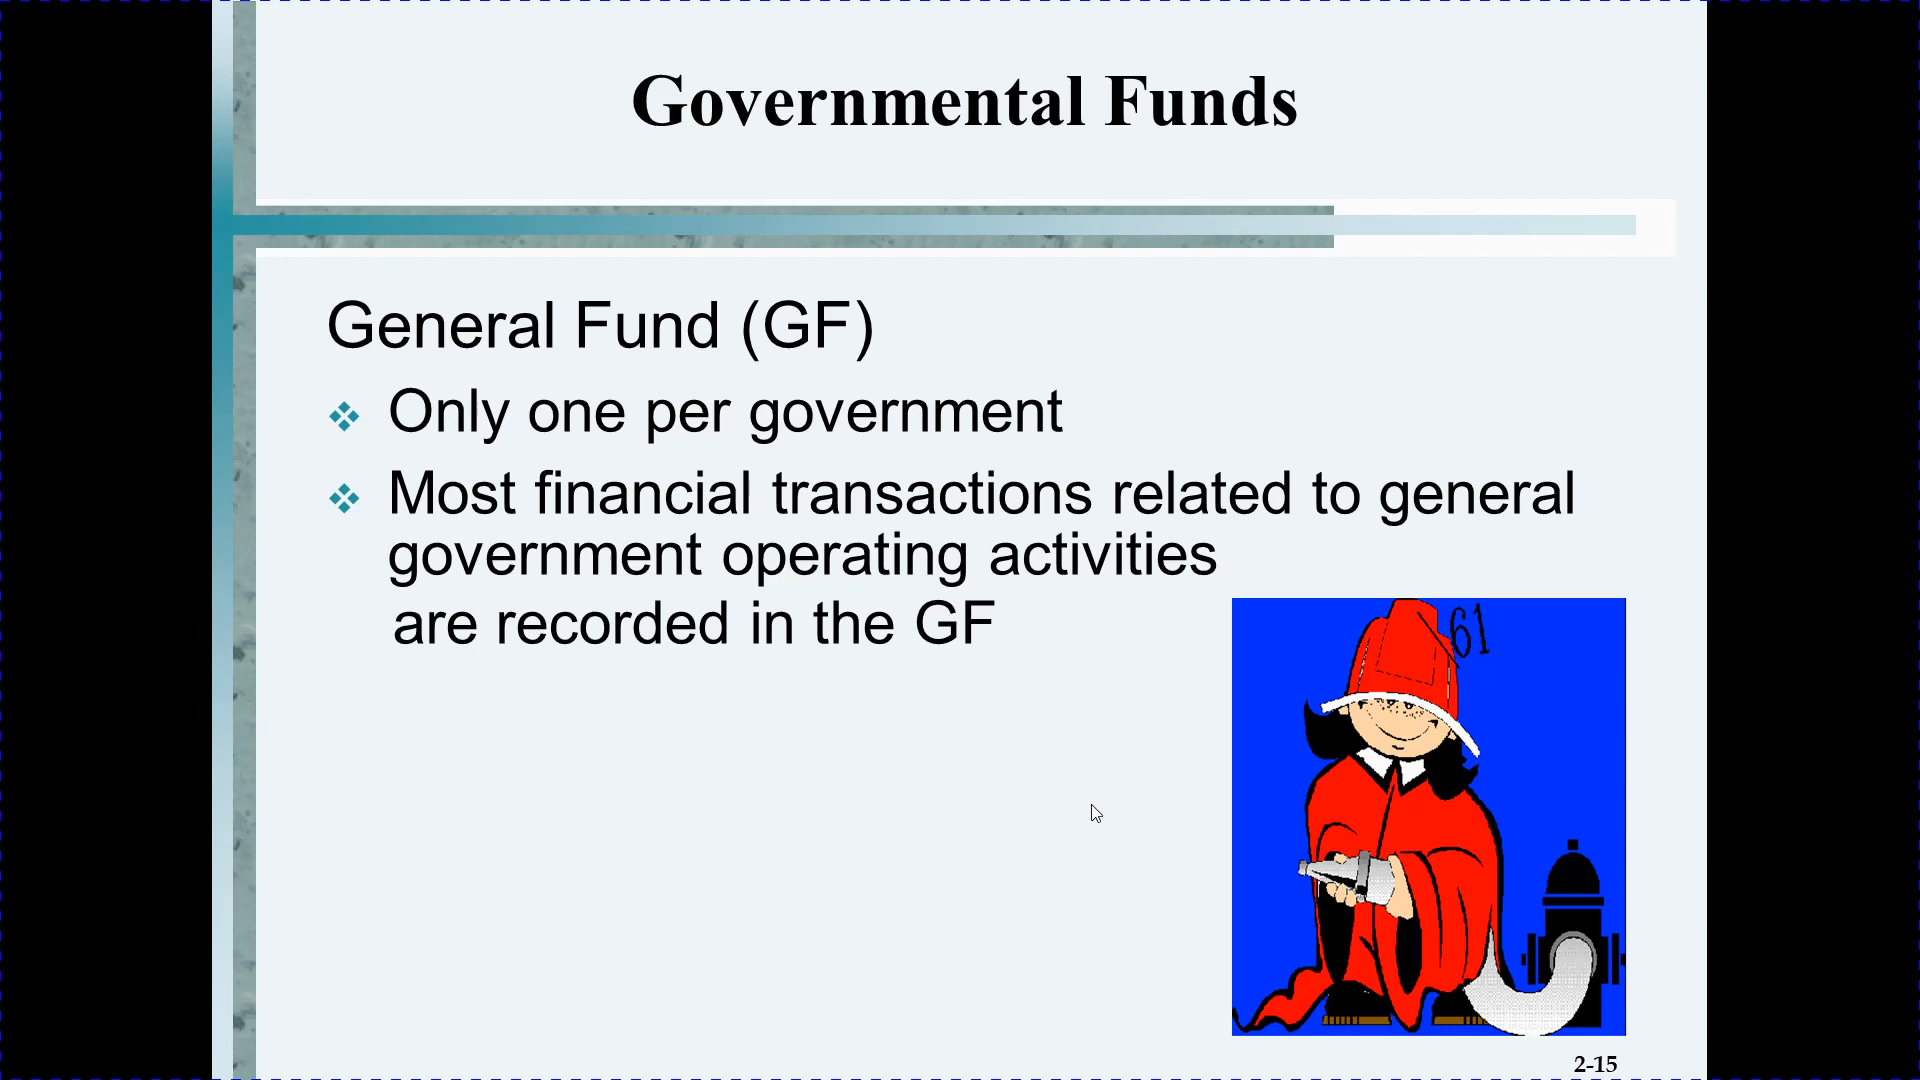 Governmental Funds
General Fund (GF)
Only one per government
Most financial transactions related to general
government operating activities
are recorded in the GF
61
2-15